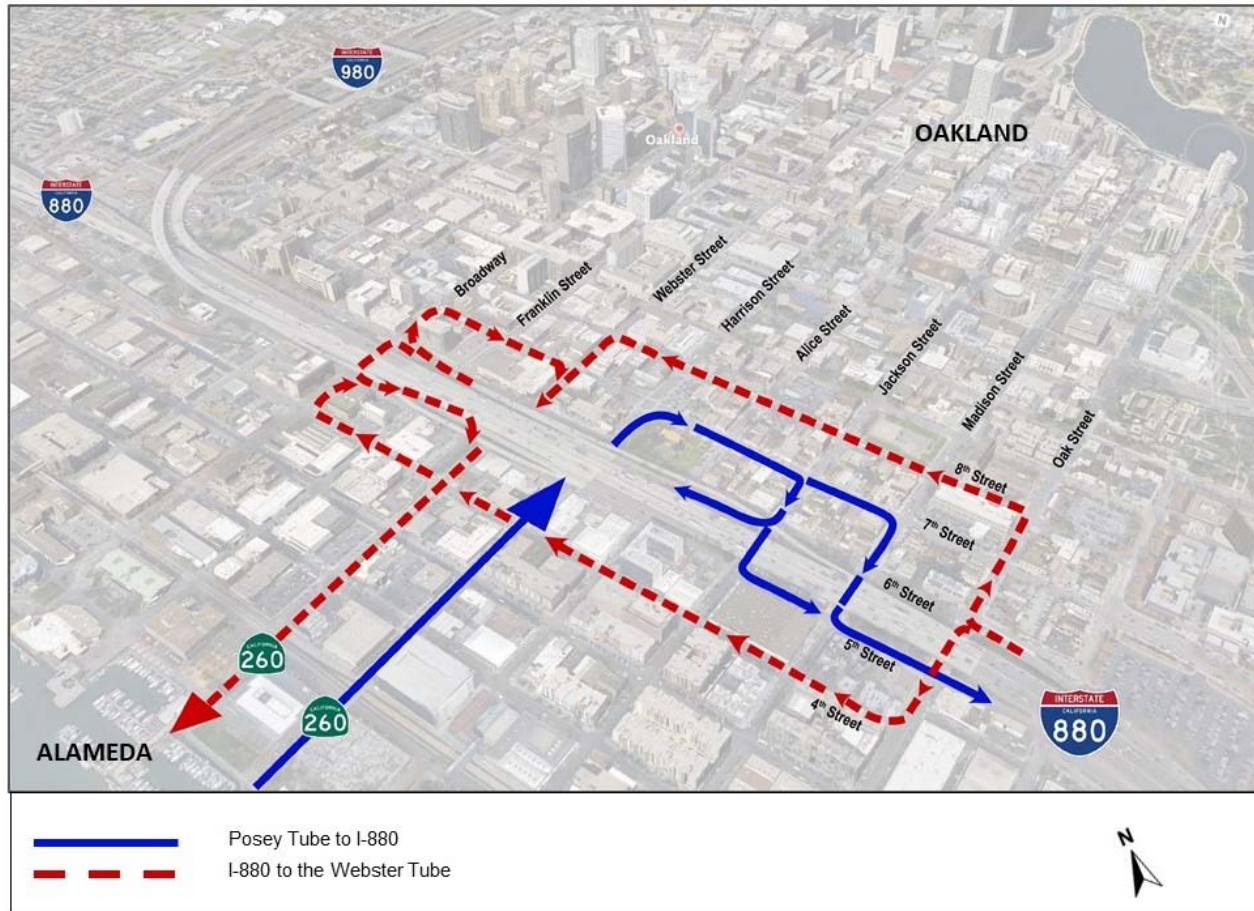 N
INTERSTATE
CALIFORNIA
980
OAKLAND
Oakland
INTERSTATE
CALIFORNIA
880
Broadway
Franklin Street
Webster Street
Harrison Street
Alice Street
Jackson Street
Madison Street
Oak Street
8th Street
7th Street
6th Street
5th Street
4th Street
CALIFORNIA
260
CALIFORNIA
260
INTERSTATE
CALIFORNIA
880
ALAMEDA
Posey Tube to I-880
I-880 to the Webster Tube
N